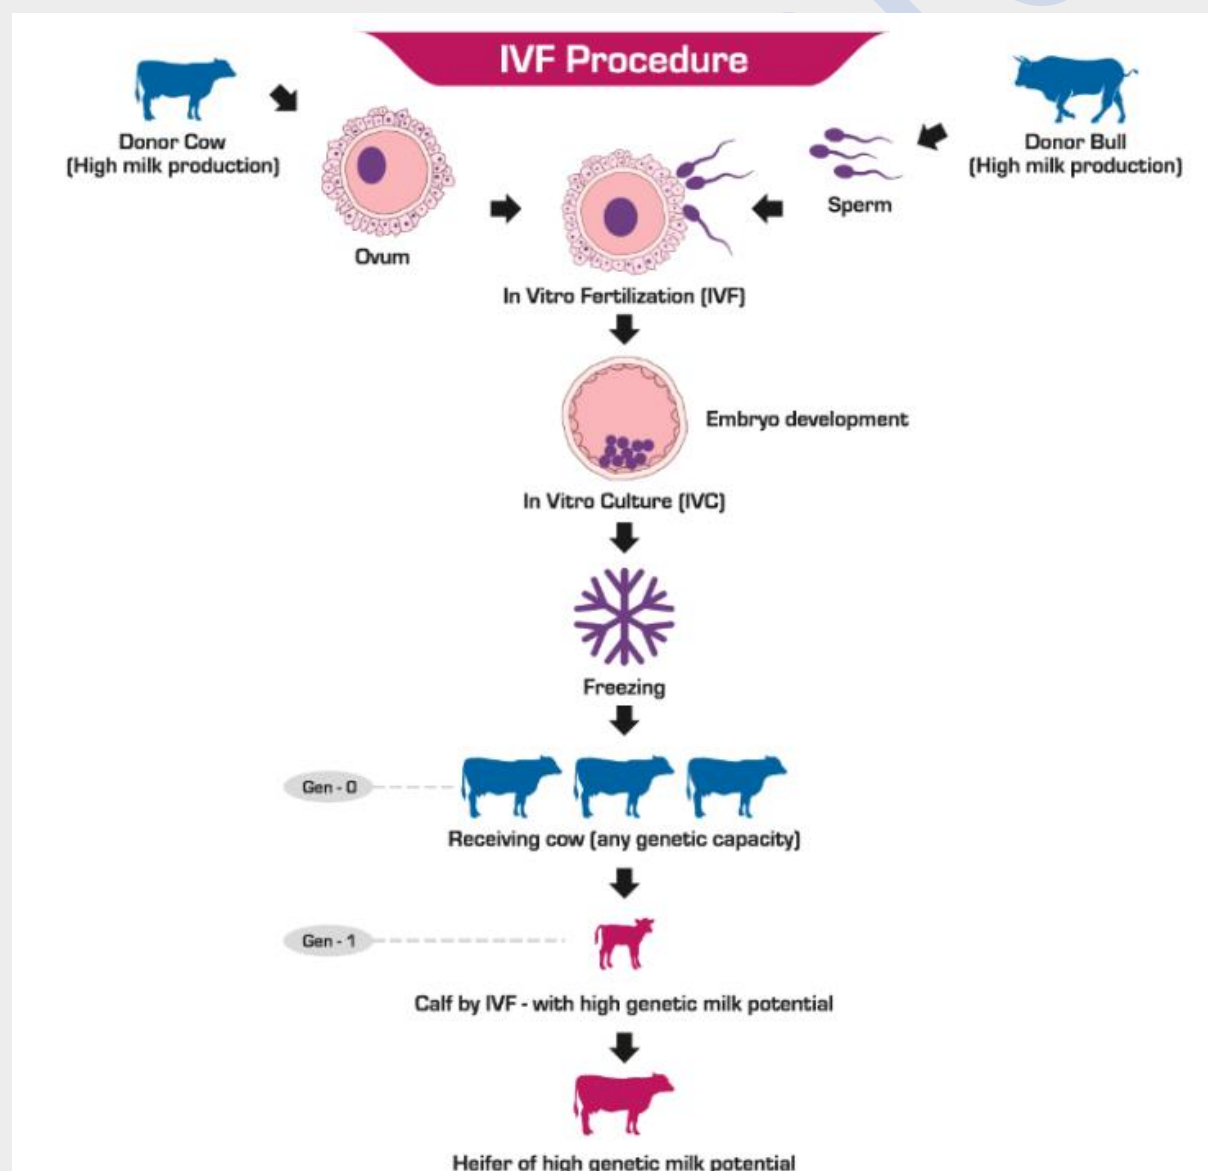 IVF Procedure
Donor Cow
(High milk production)
Donor Bull
(High milk production)
Sperm
Ovum
In Vitro Fertilization (IVF)
Embryo development
In Vitro Culture (IVC)
Freezing
Gen - 0
Receiving cow (any genetic capacity)
Gen - 1
Calf by IVF - with high genetic milk potential
Heifer of high genetic milk potential